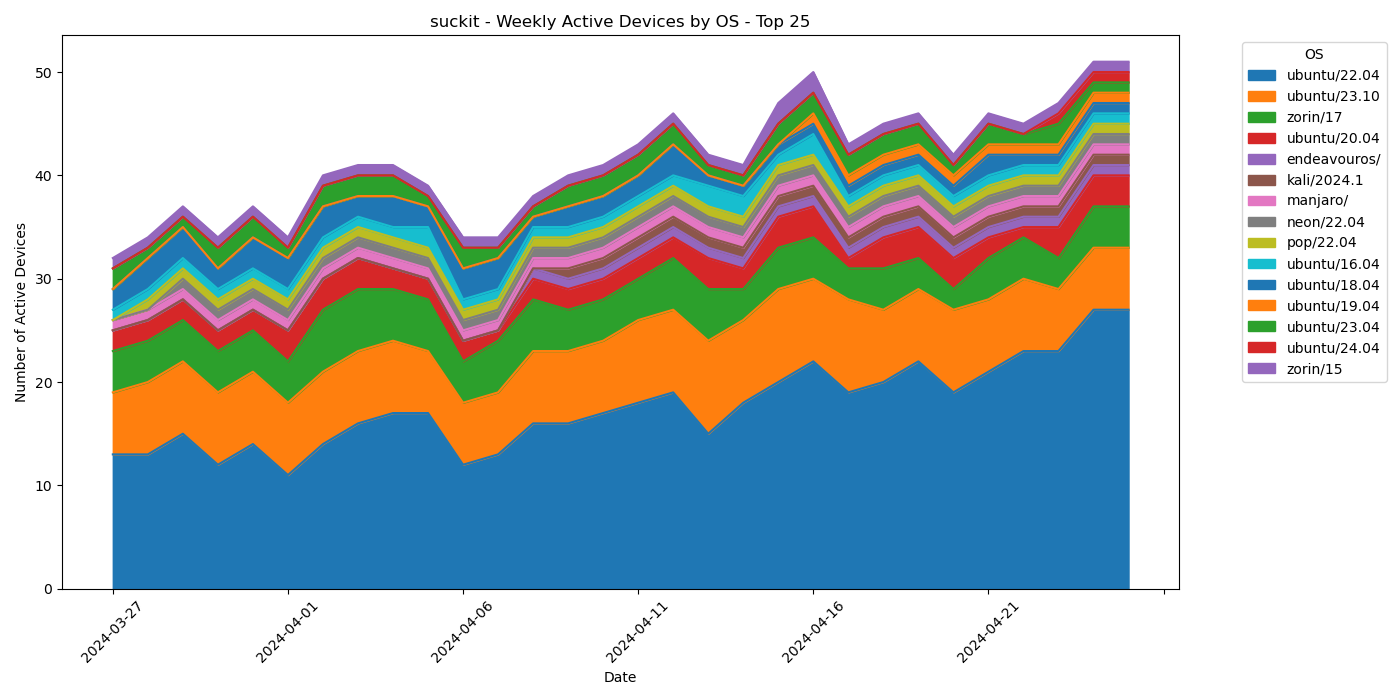 suckit - Weekly Active Devices by OS - Top 25
Number of Active Devices
50
40
30
20
10
0
2024-03-27
2024-04-01
2024-04-06
2024-04-11
2024-04-16
2024-04-21
Date
OS
ubuntu/22.04
ubuntu/23.10
zorin/17
ubuntu/20.04
endeavouros/
kali/2024.1
manjaro/
neon/22.04
pop/22.04
ubuntu/16.04
ubuntu/18.04
ubuntu/19.04
ubuntu/23.04
ubuntu/24.04
zorin/15